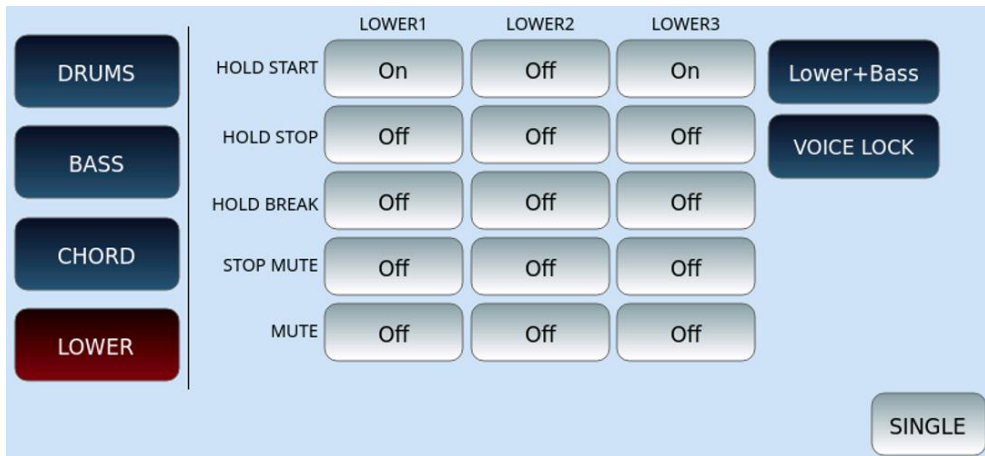 LOWER1 LOWER2 LOWER3
DRUMS HOLD START On Off On Lower+Bass
HOLD STOP Off Off Off VOICE LOCK
BASS
HOLD BREAK Off Off Off
CHORD STOP MUTE Off Off Off
LOWER MUTE Off Off Off
SINGLE